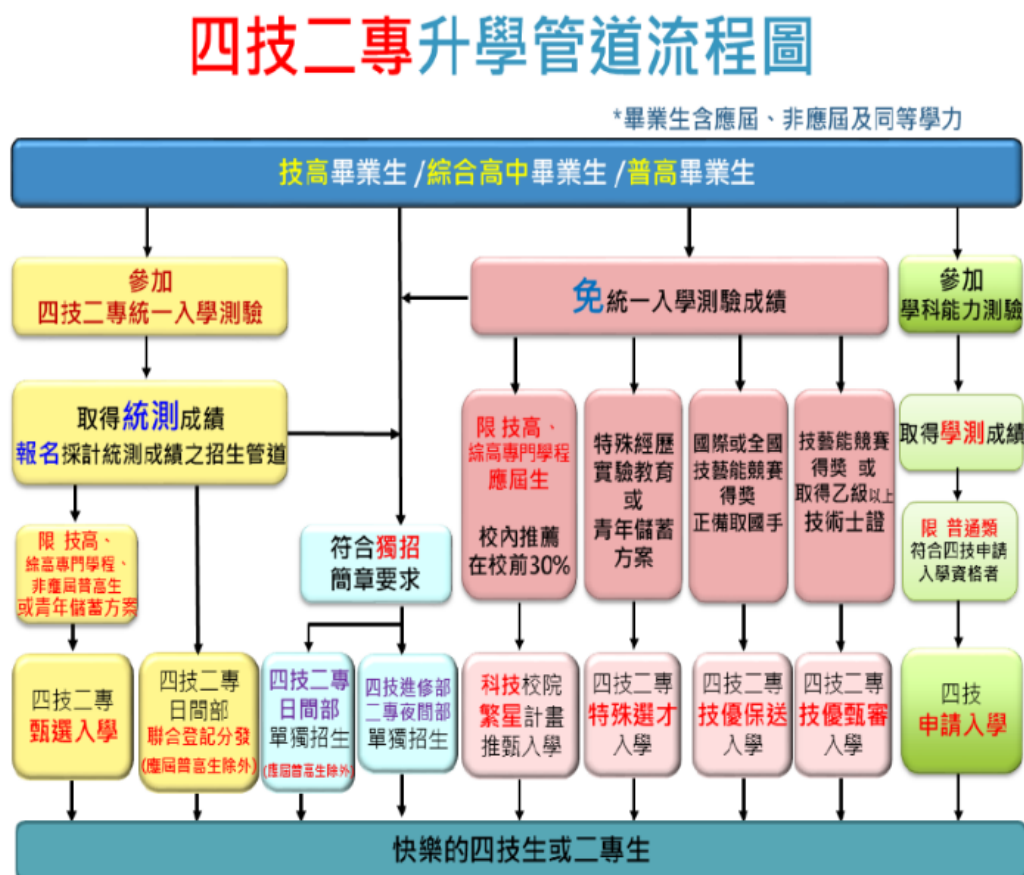 四技二專升學管道流程圖
*畢業生含應屆、非應屆及同等學力
技高畢業生 /綜合高中畢業生 /普高畢業生
參加
四技二專統一入學測驗
免統一入學測驗成績
參加
學科能力測驗
取得統測成績
報名採計統測成績之招生管道
限 技高、
綜高專門學程
應屆生
校內推薦
在校前30%
特殊經歷
實驗教育
或
青年儲蓄
方案
國際或全國
技藝能競賽
得獎
正備取國手
技藝能競賽
得獎 或
取得乙級以上
技術士證
取得學測成績
限 技高、
綜高專門學程、
非應屆普高生
或青年儲蓄方案
符合獨招
簡章要求
限 普通類
符合四技申請
入學資格者
四技二專
甄選入學
四技二專
日間部
聯合登記分發
(應屆普高生除外)
四技二專
日間部
單獨招生
(應屆普高生除外)
四技進修部
二專夜間部
單獨招生
科技校院
繁星計畫
推甄入學
四技二專
特殊選才
入學
四技二專
技優保送
入學
四技二專
技優甄審
入學
四技
申請入學
快樂的四技生或二專生